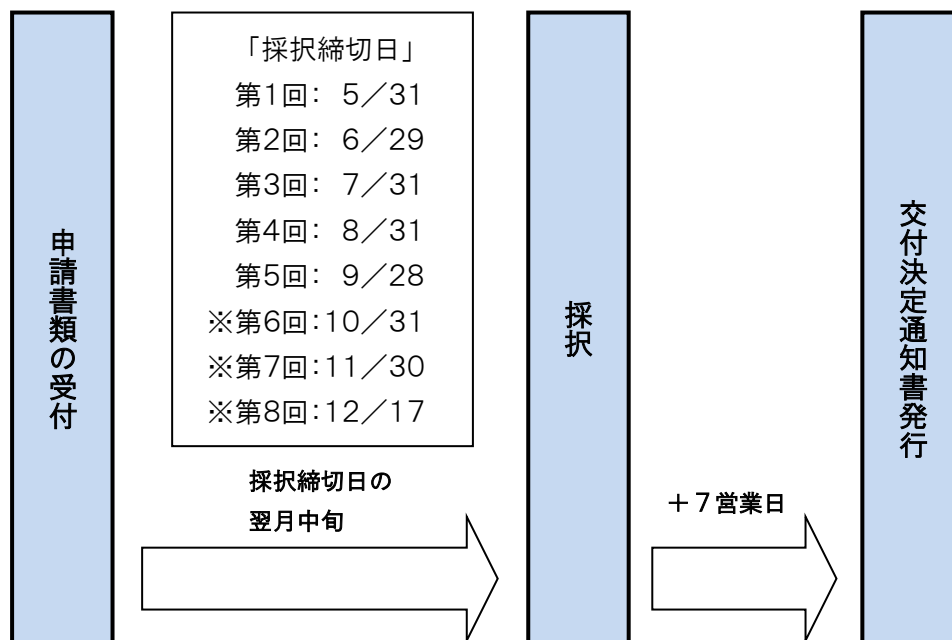 申請書類の受付
「採択締切日」
第1回： 5／31
第2回： 6／29
第3回： 7／31
第4回： 8／31
第5回： 9／28
※第6回：10／31
※第7回：11／30
※第8回：12／17
採択締切日の
翌月中旬
採択
＋７営業日
交付決定通知書発行